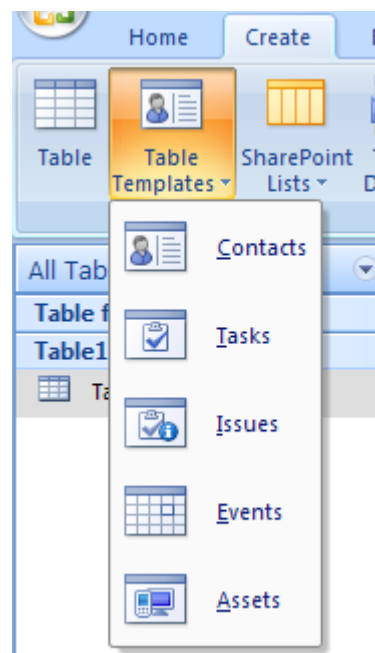 Home Create
Table Table Templates SharePoint Lists
All Tab
Table f
Table1
Ta
Contacts
Tasks
Issues
Events
Assets